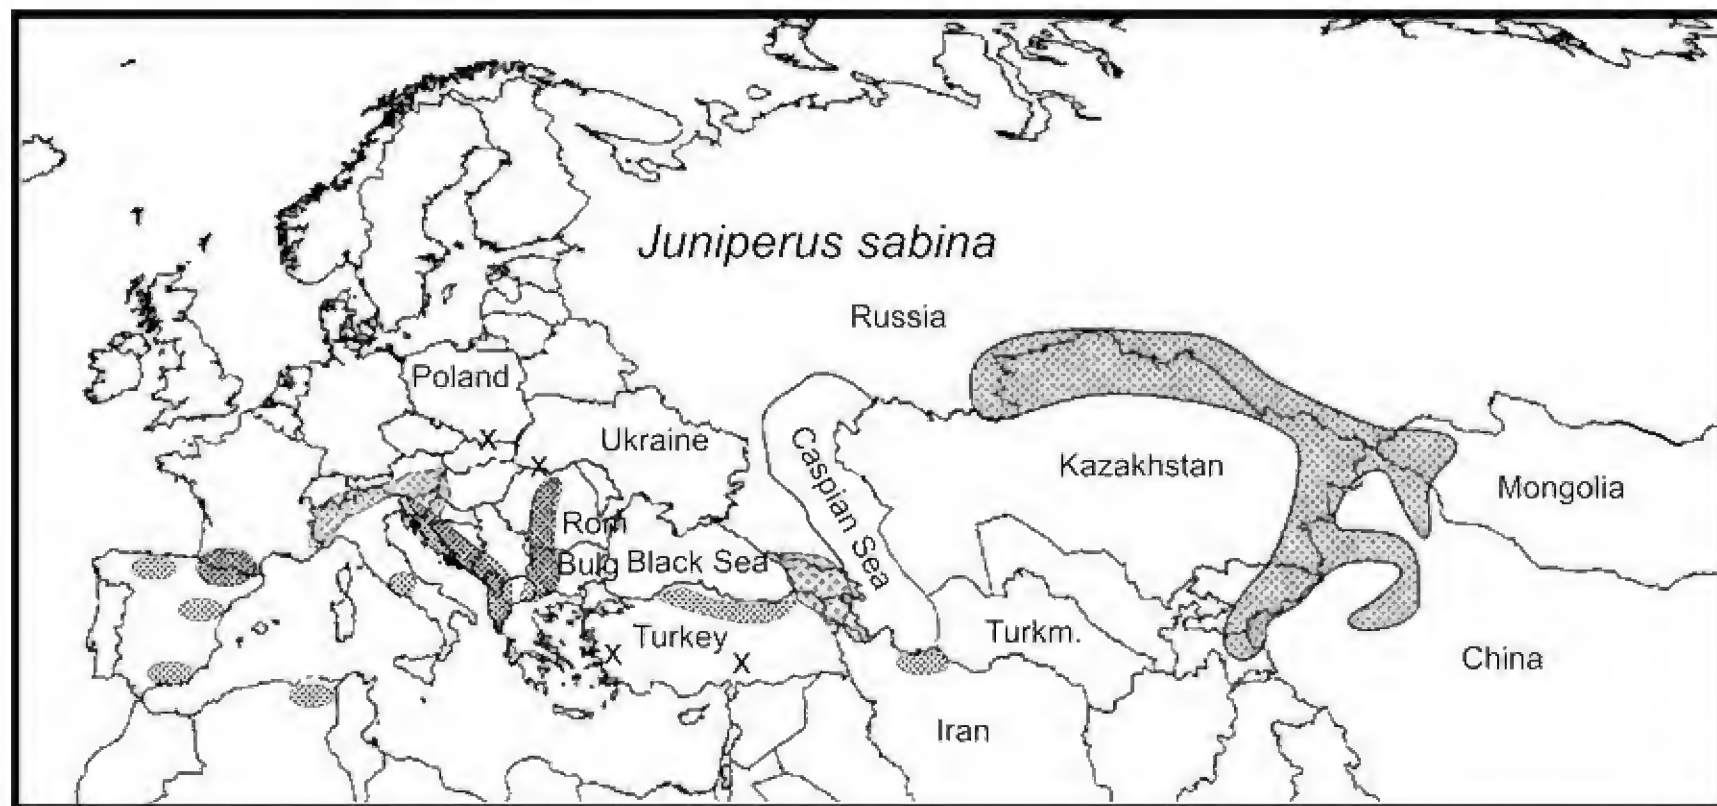 Juniperus sabina
Russia
Poland
X
Ukraine
X
Caspian Sea
Kazakhstan
Mongolia
Rom
Bulg
Black Sea
Turkey
X
X
Turkm.
China
Iran